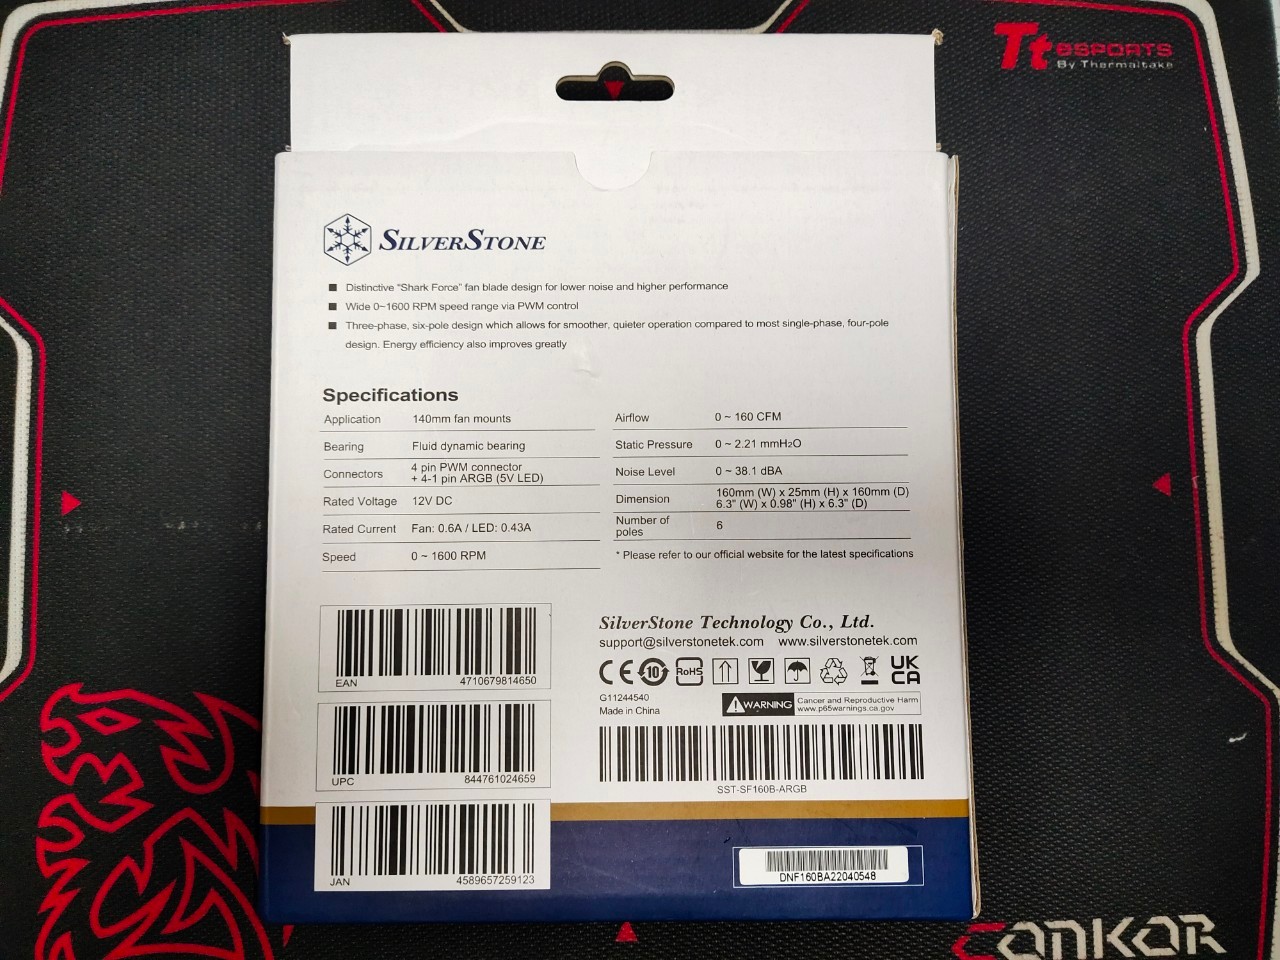 Tt eSPORTS
By Thermaltake
SILVERSTONE
Distinctive “Shark Force” fan blade design for lower noise and higher performance
Wide 0~1600 RPM speed range via PWM control
Three-phase, six-pole design which allows for smoother, quieter operation compared to most single-phase, four-pole
design. Energy efficiency also improves greatly
Specifications
Application 140mm fan mounts
Bearing Fluid dynamic bearing
Connectors 4 pin PWM connector
+ 4-1 pin ARGB (5V LED)
Rated Voltage 12V DC
Rated Current Fan: 0.6A / LED: 0.43A
Speed 0 ~ 1600 RPM
Airflow 0 ~ 160 CFM
Static Pressure 0 ~ 2.21 mmH2O
Noise Level 0 ~ 38.1 dBA
Dimension 160mm (W) x 25mm (H) x 160mm (D)
6.3" (W) x 0.98" (H) x 6.3" (D)
Number of
poles 6
* Please refer to our official website for the latest specifications
EAN 4710679814650
UPC 844761024659
JAN 4589657259123
SilverStone Technology Co., Ltd.
support@silverstonetek.com www.silverstonetek.com
CE 10 RoHS UK
CA
G11244540
Made in China
WARNING Cancer and Reproductive Harm
www.p65warnings.ca.gov
SST-SF160B-ARGB
DNF160BA22040548
CONKOR